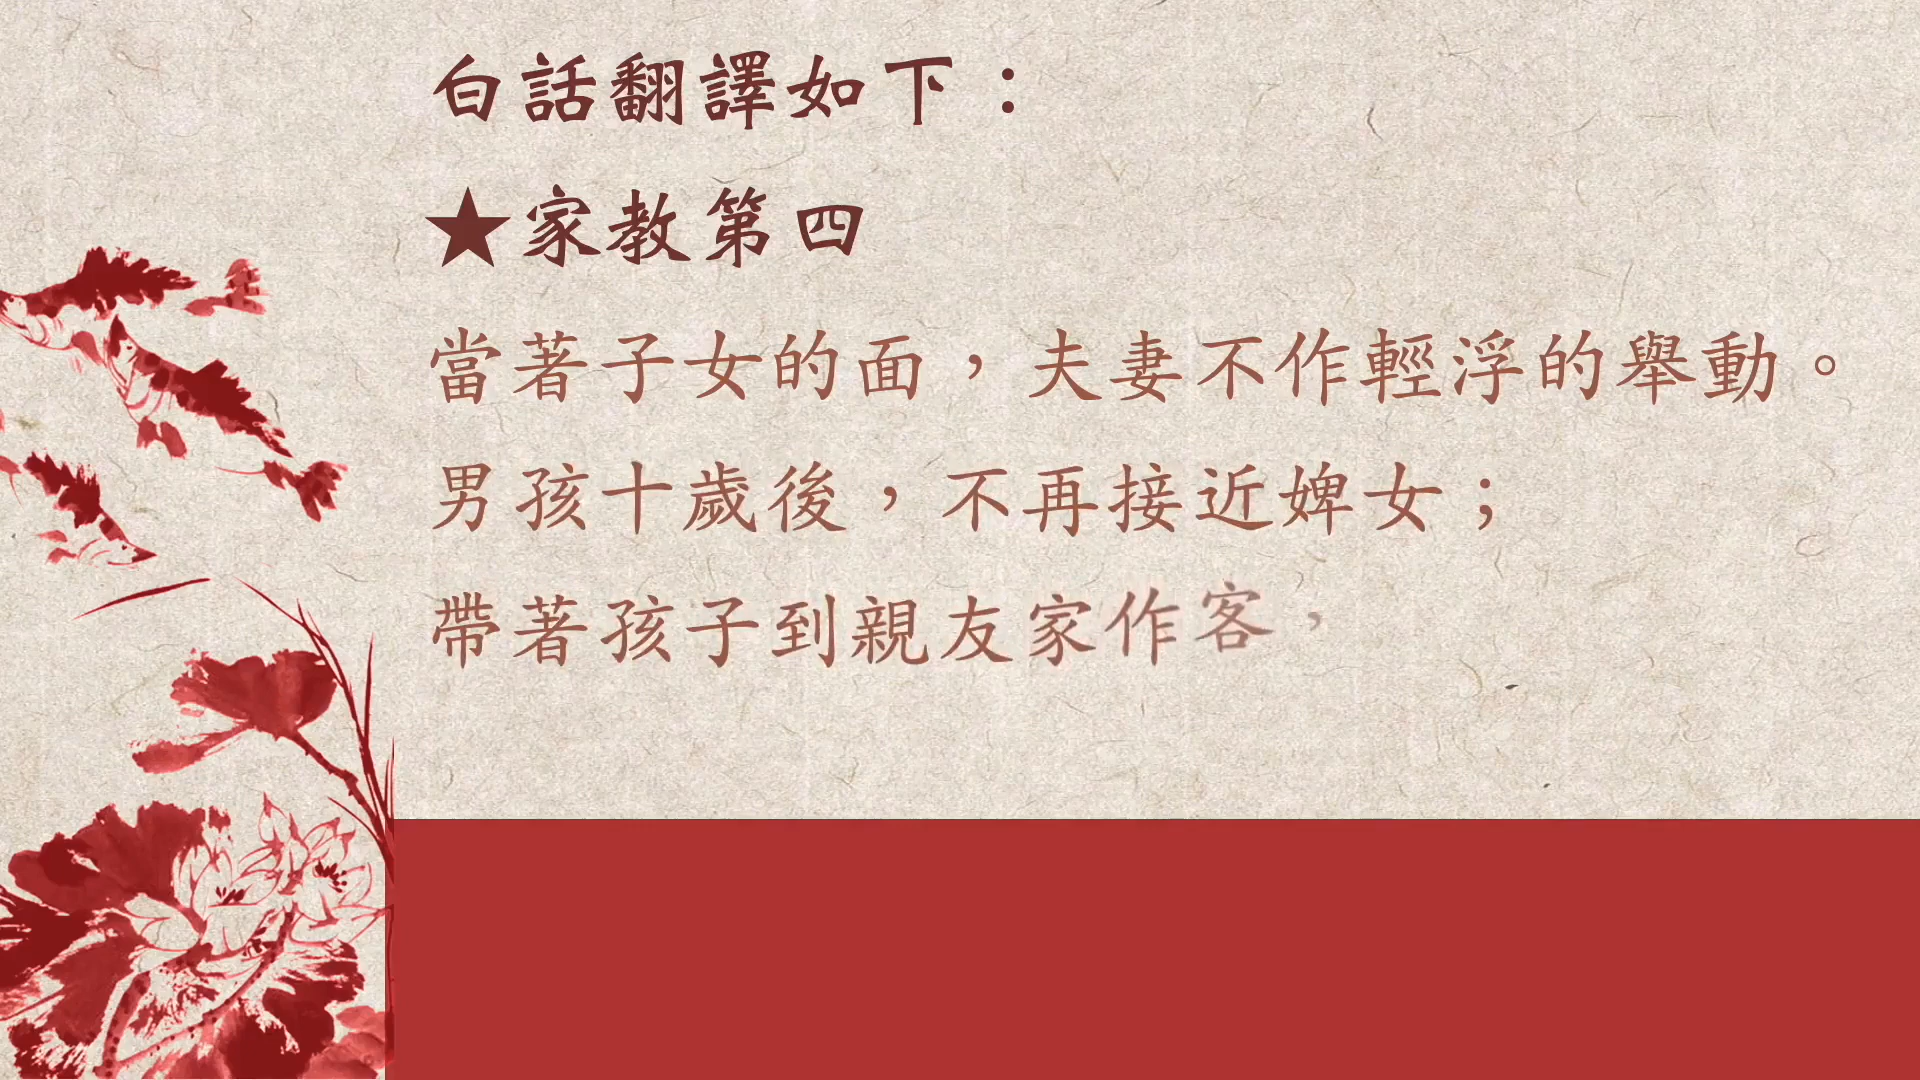 白話翻譯如下：
★家教第四
當著子女的面，夫妻不作輕浮的舉動。
男孩十歲後，不再接近婢女；
帶著孩子到親友家作客，